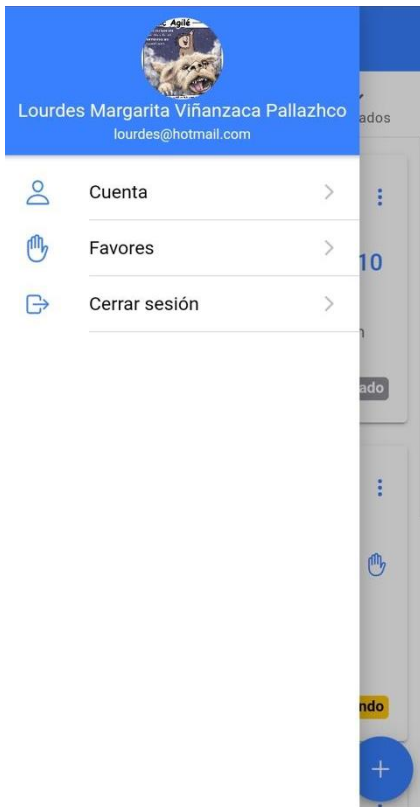 Agilé
Lourdes Margarita Viñanzaca Pallazhco
lourdes@hotmail.com
ados
Cuenta
Favores
10
Cerrar sesión
n
ado
ndo